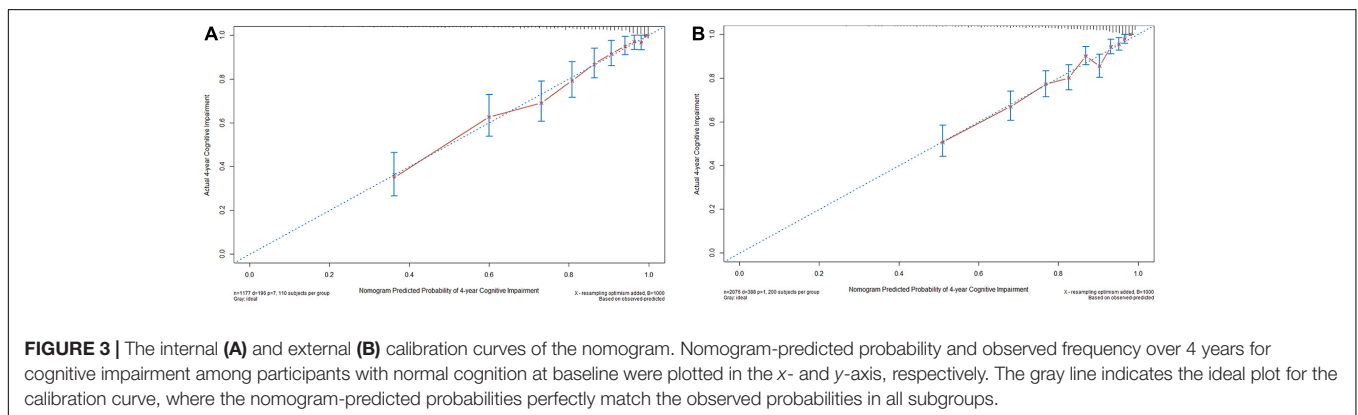 A
Actual 4-year Cognitive Impairment
0.0 0.2 0.4 0.6 0.8 1.0
0.0 0.2 0.4 0.6 0.8 1.0
n=1177 d=196 p=7, 110 subjects per group
Gray: ideal
Nomogram Predicted Probability of 4-year Cognitive Impairment
X - resampling optimism added, B=1000
Based on observed-predicted
B
Actual 4-year Cognitive Impairment
0.0 0.2 0.4 0.6 0.8 1.0
0.0 0.2 0.4 0.6 0.8 1.0
n=2076 d=388 p=1, 200 subjects per group
Gray: ideal
Nomogram Predicted Probability of 4-year Cognitive Impairment
X - resampling optimism added, B=1000
Based on observed-predicted
FIGURE 3 | The internal (A) and external (B) calibration curves of the nomogram. Nomogram-predicted probability and observed frequency over 4 years for
cognitive impairment among participants with normal cognition at baseline were plotted in the x- and y-axis, respectively. The gray line indicates the ideal plot for the
calibration curve, where the nomogram-predicted probabilities perfectly match the observed probabilities in all subgroups.